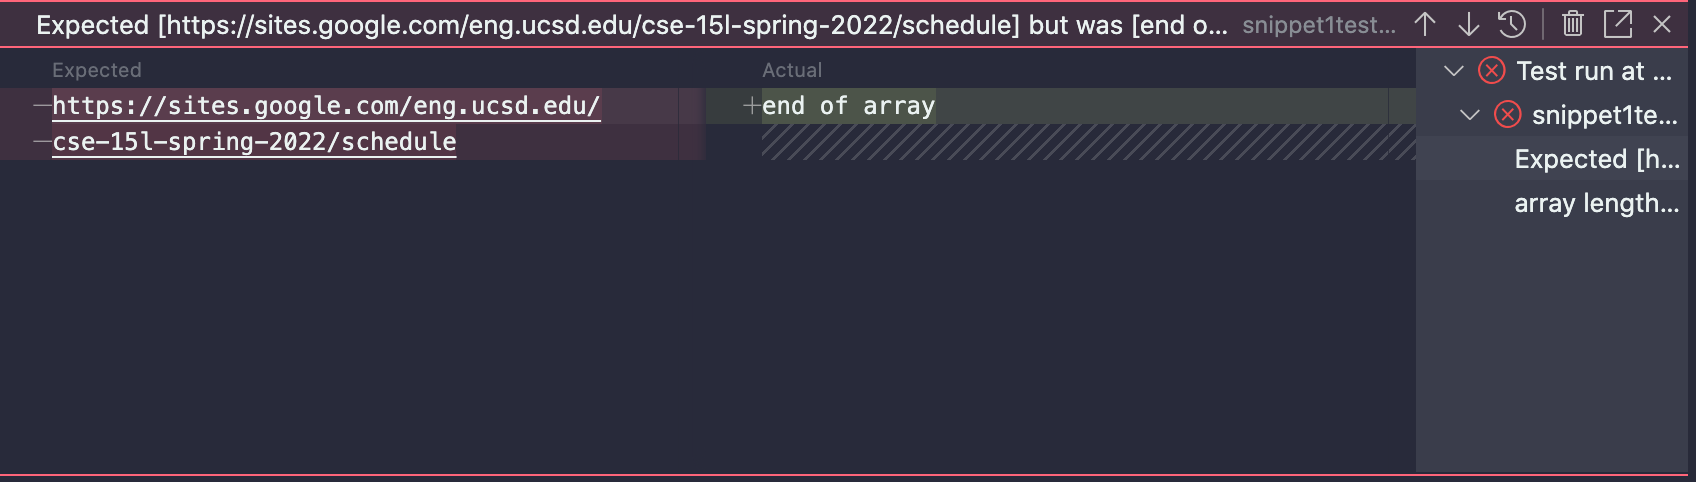 Expected [https://sites.google.com/eng.ucsd.edu/cse-15l-spring-2022/schedule] but was [end o... snippet1test...
Expected
Actual
https://sites.google.com/eng.ucsd.edu/
cse-15l-spring-2022/schedule
end of array
Test run at ...
snippet1te...
Expected [h...
array length...